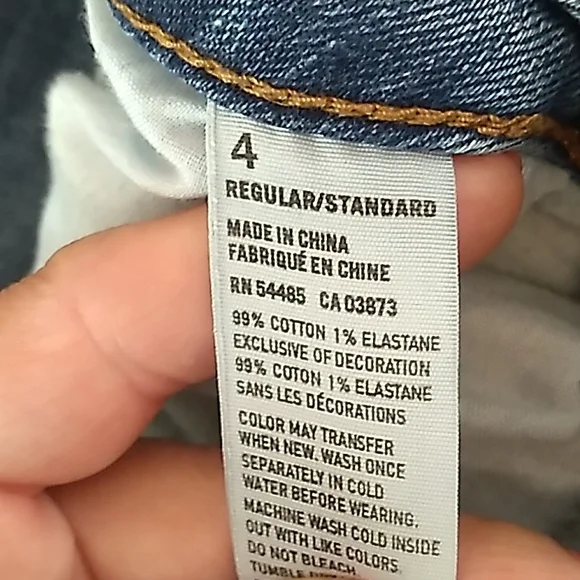 4
REGULAR/STANDARD
MADE IN CHINA
FABRIQUÉ EN CHINE
RN 54485 CA 03873
99% COTTON 1% ELASTANE
EXCLUSIVE OF DECORATION
99% COTON 1% ELASTANE
SANS LES DÉCORATIONS
COLOR MAY TRANSFER
WHEN NEW. WASH ONCE
SEPARATELY IN COLD
WATER BEFORE WEARING.
MACHINE WASH COLD INSIDE
OUT WITH LIKE COLORS.
DO NOT BLEACH.
TUMBLE